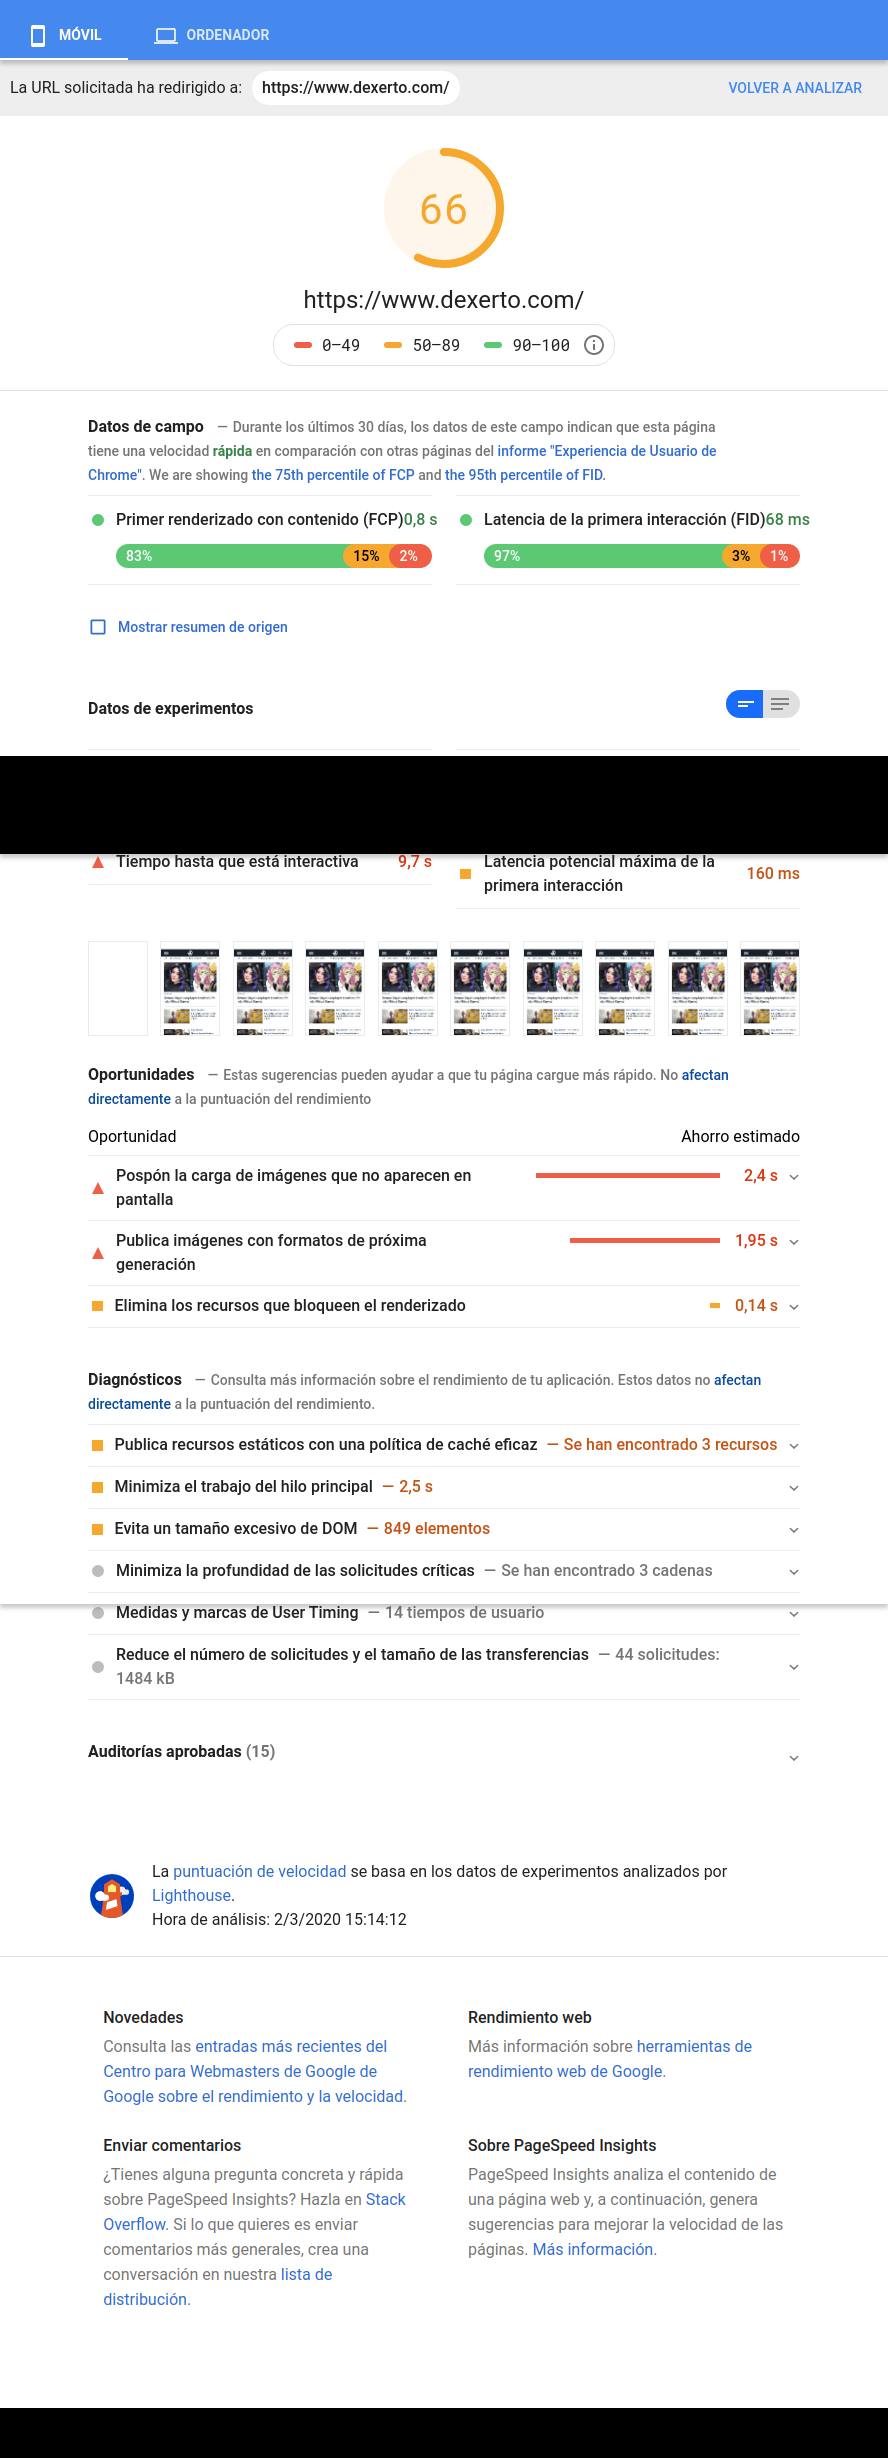 MÓVIL
ORDENADOR
La URL solicitada ha redirigido a: https://www.dexerto.com/ VOLVER A ANALIZAR
66
https://www.dexerto.com/
0–49 50–89 90–100
Datos de campo — Durante los últimos 30 días, los datos de este campo indican que esta página
tiene una velocidad rápida en comparación con otras páginas del informe "Experiencia de Usuario de
Chrome". We are showing the 75th percentile of FCP and the 95th percentile of FID.
Primer renderizado con contenido (FCP)0,8 s
83% 15% 2%
Latencia de la primera interacción (FID)68 ms
97% 3% 1%
Mostrar resumen de origen
Datos de experimentos
Tiempo hasta que está interactiva 9,7 s
Latencia potencial máxima de la
primera interacción
160 ms
Oportunidades — Estas sugerencias pueden ayudar a que tu página cargue más rápido. No afectan
directamente a la puntuación del rendimiento
Oportunidad Ahorro estimado
Pospón la carga de imágenes que no aparecen en
pantalla
2,4 s
Publica imágenes con formatos de próxima
generación
1,95 s
Elimina los recursos que bloqueen el renderizado 0,14 s
Diagnósticos — Consulta más información sobre el rendimiento de tu aplicación. Estos datos no afectan
directamente a la puntuación del rendimiento.
Publica recursos estáticos con una política de caché eficaz — Se han encontrado 3 recursos
Minimiza el trabajo del hilo principal — 2,5 s
Evita un tamaño excesivo de DOM — 849 elementos
Minimiza la profundidad de las solicitudes críticas — Se han encontrado 3 cadenas
Medidas y marcas de User Timing — 14 tiempos de usuario
Reduce el número de solicitudes y el tamaño de las transferencias — 44 solicitudes:
1484 kB
Auditorías aprobadas (15)
La puntuación de velocidad se basa en los datos de experimentos analizados por
Lighthouse.
Hora de análisis: 2/3/2020 15:14:12
Novedades
Consulta las entradas más recientes del
Centro para Webmasters de Google de
Google sobre el rendimiento y la velocidad.
Rendimiento web
Más información sobre herramientas de
rendimiento web de Google.
Enviar comentarios
¿Tienes alguna pregunta concreta y rápida
sobre PageSpeed Insights? Hazla en Stack
Overflow. Si lo que quieres es enviar
comentarios más generales, crea una
conversación en nuestra lista de
distribución.
Sobre PageSpeed Insights
PageSpeed Insights analiza el contenido de
una página web y, a continuación, genera
sugerencias para mejorar la velocidad de las
páginas. Más información.